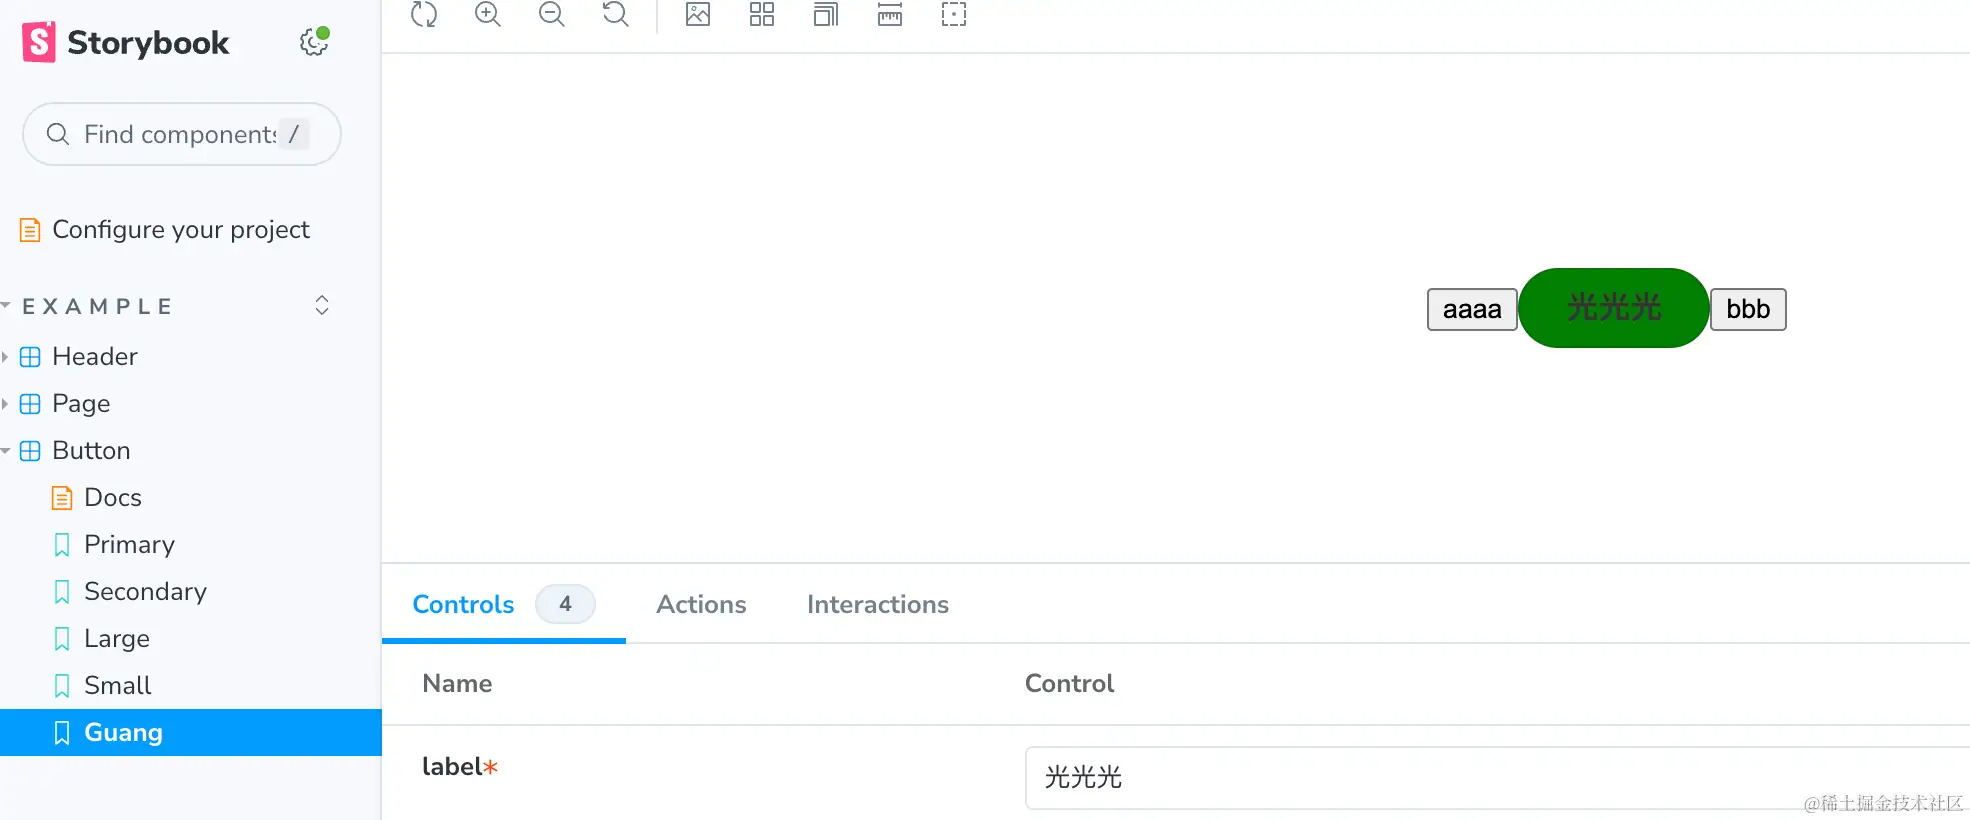 Storybook
Find components /
Configure your project
EXAMPLE
Header
Page
Button
Docs
Primary
Secondary
Large
Small
Guang
aaaa 光光光 bbb
Controls 4 Actions Interactions
Name Control
label* 光光光
@稀土掘金技术社区